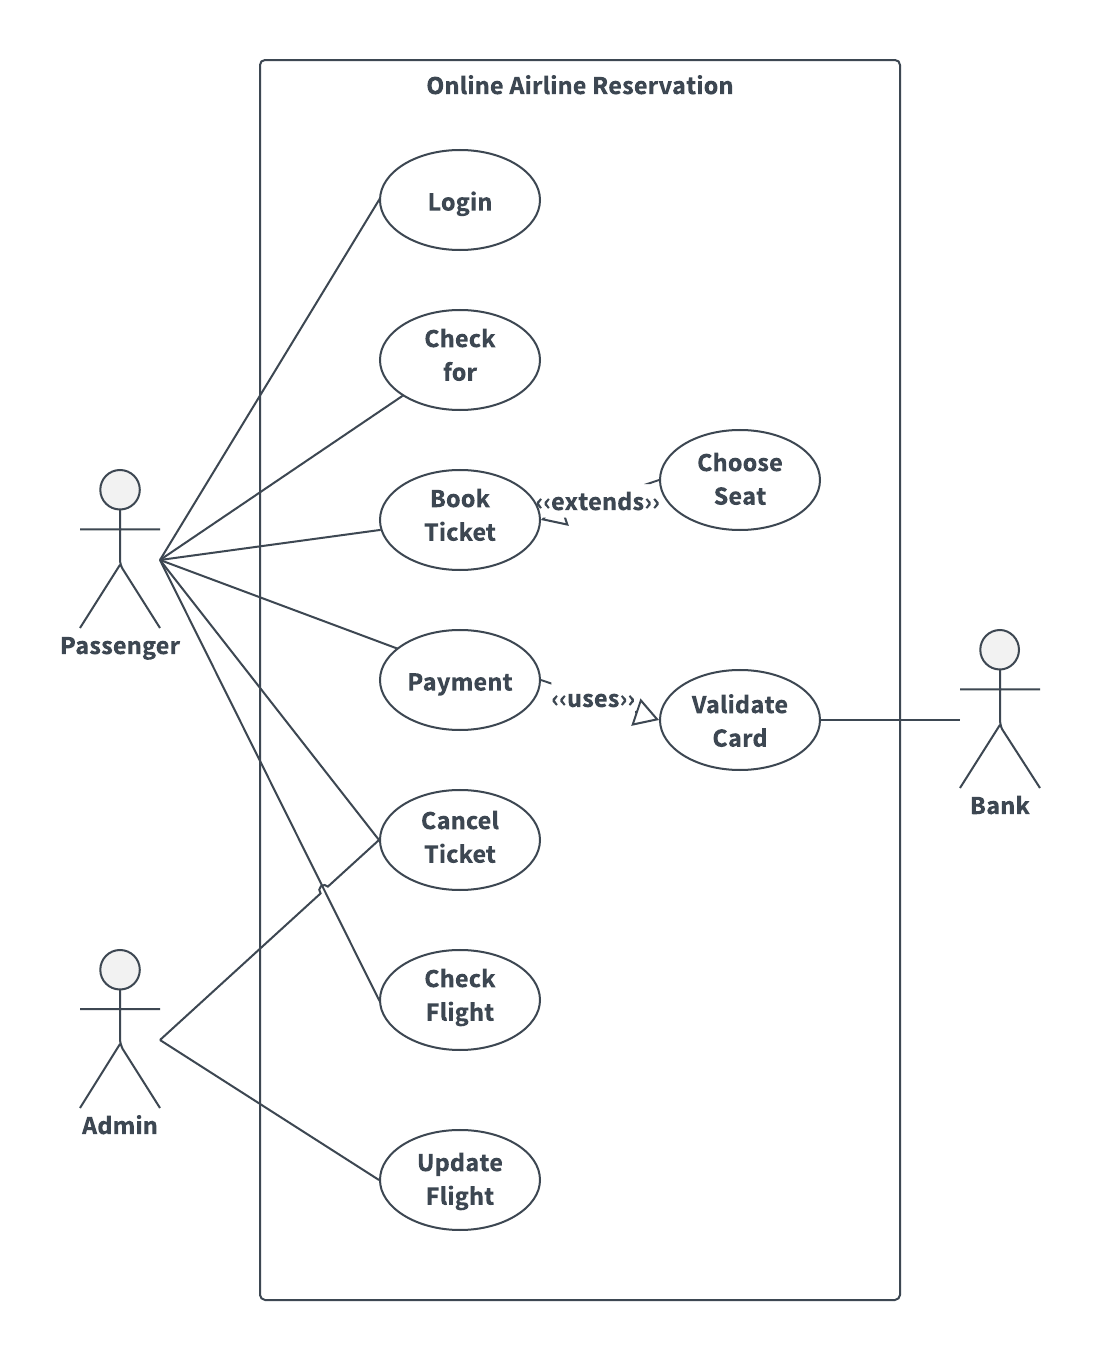 Online Airline Reservation
Login
Check
for
Book
Ticket
‹‹extends››
Choose
Seat
Passenger
Payment
‹‹uses››
Validate
Card
Bank
Cancel
Ticket
Check
Flight
Admin
Update
Flight